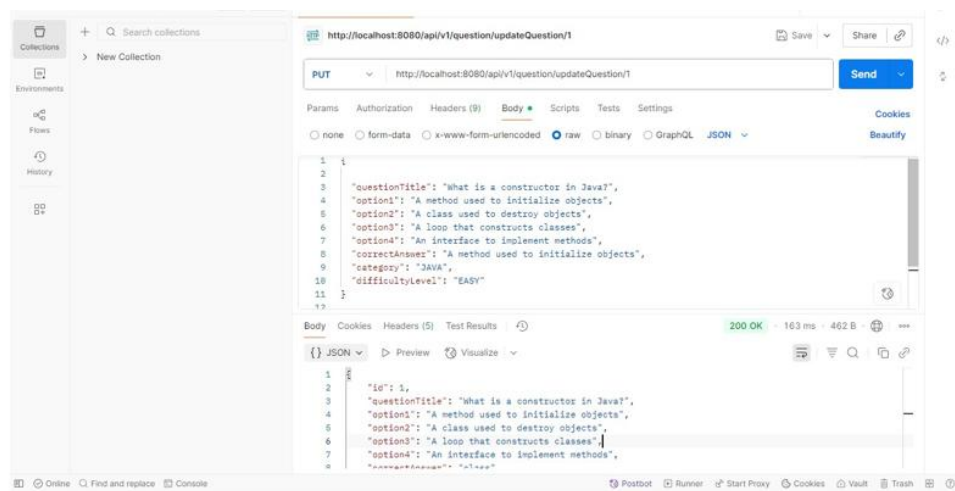 http://localhost:8080/api/v1/question/updateQuestion/1
Save
Share
Collections
Search collections
New Collection
Environments
Flows
History
PUT
http://localhost:8080/api/v1/question/updateQuestion/1
Send
Params Authorization Headers (9) Body Scripts Tests Settings
Cookies
none form-data x-www-form-urlencoded raw binary GraphQL JSON
Beautify
1 {
2
3 "questionTitle": "What is a constructor in Java?",
4 "option1": "A method used to initialize objects",
5 "option2": "A class used to destroy objects",
6 "option3": "A loop that constructs classes",
7 "option4": "An interface to implement methods",
8 "correctAnswer": "A method used to initialize objects",
9 "category": "JAVA",
10 "difficultyLevel": "EASY"
11 }
12
Body Cookies Headers (5) Test Results
200 OK 163 ms 462 B
{} JSON Preview Visualize
1 {
2 "id": 1,
3 "questionTitle": "What is a constructor in Java?",
4 "option1": "A method used to initialize objects",
5 "option2": "A class used to destroy objects",
6 "option3": "A loop that constructs classes",
7 "option4": "An interface to implement methods",
8 "correctAnswer": "class"
Online Find and replace Console
Postbot Runner Start Proxy Cookies Vault Trash